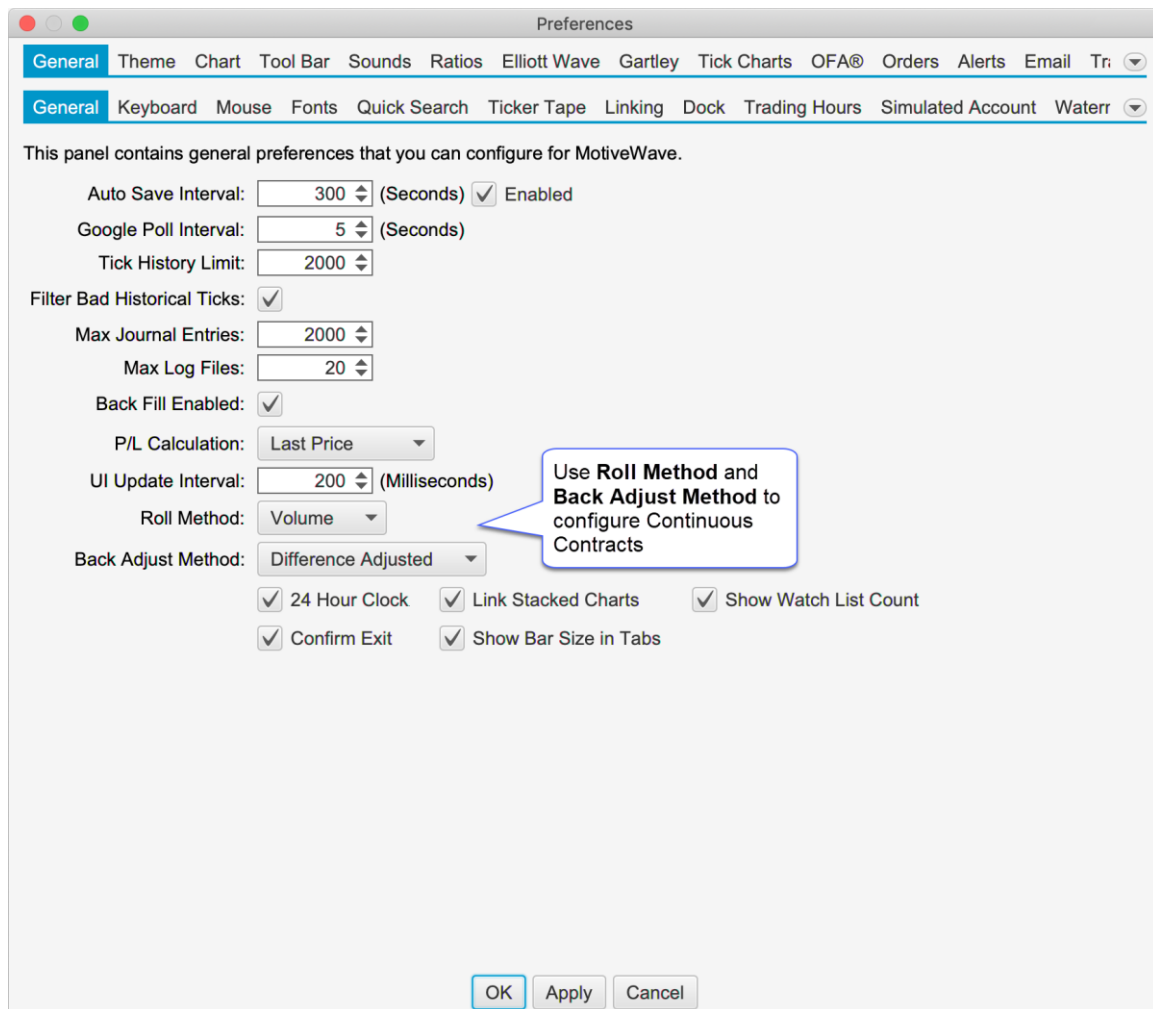 Preferences
General Theme Chart Tool Bar Sounds Ratios Elliott Wave Gartley Tick Charts OFA® Orders Alerts Email
General Keyboard Mouse Fonts Quick Search Ticker Tape Linking Dock Trading Hours Simulated Account
This panel contains general preferences that you can configure for MotiveWave.
Auto Save Interval: 300 (Seconds) Enabled
Google Poll Interval: 5 (Seconds)
Tick History Limit: 2000
Filter Bad Historical Ticks:
Max Journal Entries: 2000
Max Log Files: 20
Back Fill Enabled:
P/L Calculation: Last Price
UI Update Interval: 200 (Milliseconds)
Roll Method: Volume
Back Adjust Method: Difference Adjusted
Use Roll Method and
Back Adjust Method to
configure Continuous
Contracts
24 Hour Clock Link Stacked Charts Show Watch List Count
Confirm Exit Show Bar Size in Tabs
OK Apply Cancel